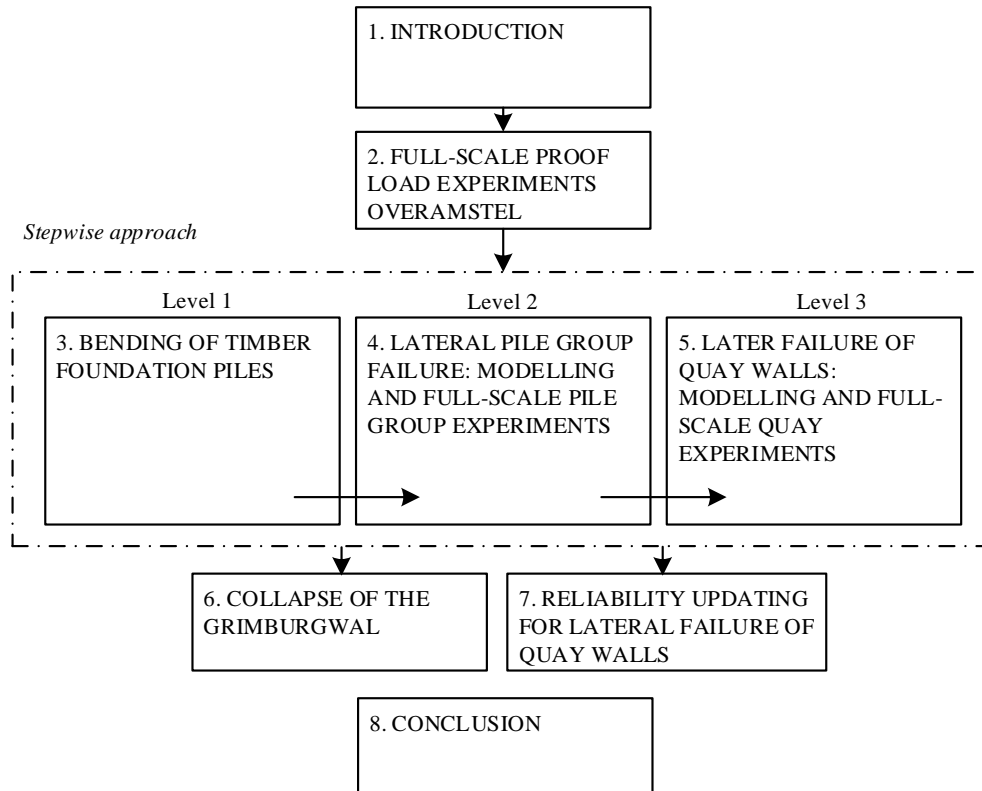 1. INTRODUCTION
2. FULL-SCALE PROOF
LOAD EXPERIMENTS
OVERAMSTEL
Stepwise approach
Level 1
3. BENDING OF TIMBER
FOUNDATION PILES
Level 2
4. LATERAL PILE GROUP
FAILURE: MODELLING
AND FULL-SCALE PILE
GROUP EXPERIMENTS
Level 3
5. LATER FAILURE OF
QUAY WALLS:
MODELLING AND FULL-
SCALE QUAY
EXPERIMENTS
6. COLLAPSE OF THE
GRIMBURGWAL
7. RELIABILITY UPDATING
FOR LATERAL FAILURE OF
QUAY WALLS
8. CONCLUSION